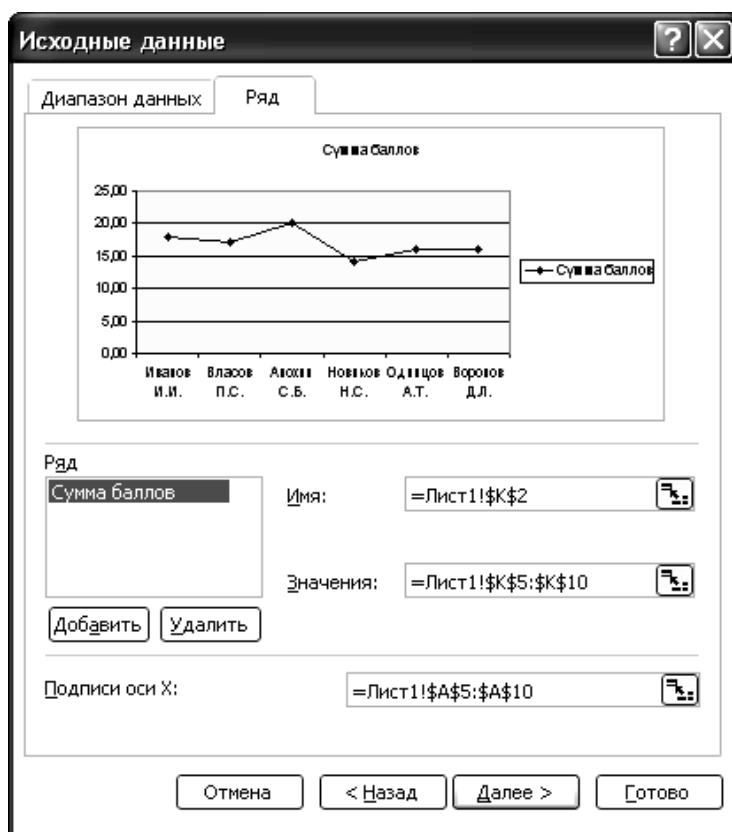 Исходные данные
Диапазон данных
Ряд
Сумма баллов
25,00
20,00
15,00
10,00
5,00
0,00
Сумма баллов
Иванов Власов Новиков Одинцов
И.И. П.С. С.Б. Н.С. А.Т. Д.Л.
Ряд
Сумма баллов
Имя: =Лист1!$K$2
Значения: =Лист1!$K$5:$K$10
Добавить Удалить
Подписи оси X: =Лист1!$A$5:$A$10
Отмена < Назад Далее > Готово